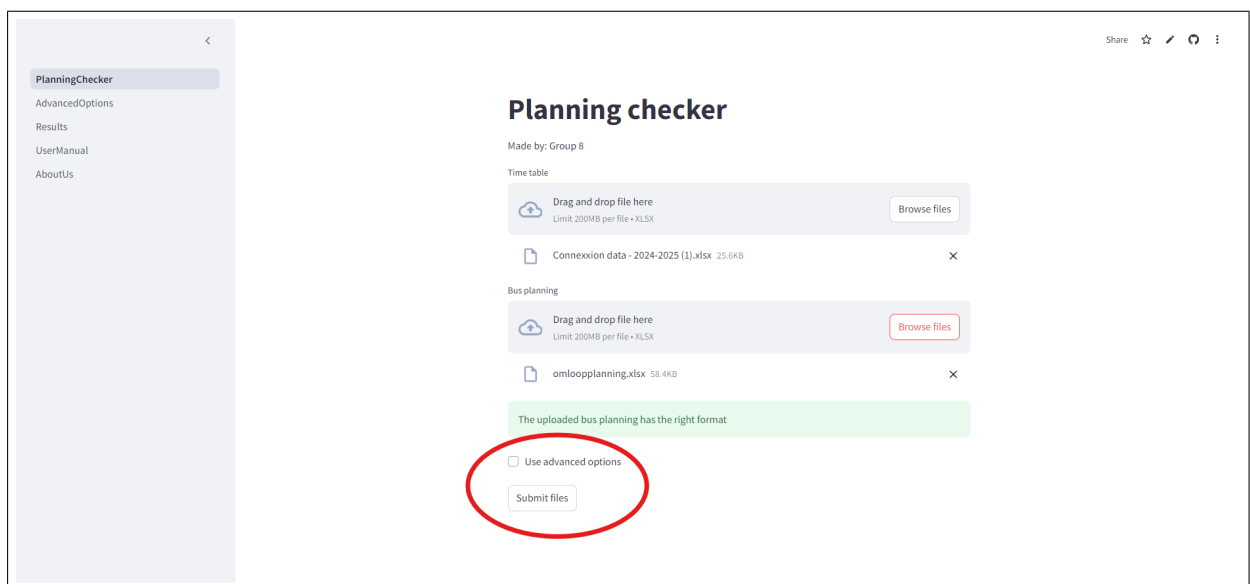 Share
PlanningChecker
AdvancedOptions
Results
UserManual
AboutUs
Planning checker
Made by: Group 8
Time table
Drag and drop file here
Limit 200MB per file • XLSX
Browse files
Connexxion data - 2024-2025 (1).xlsx 25.6KB
Bus planning
Drag and drop file here
Limit 200MB per file • XLSX
Browse files
omloopplanning.xlsx 58.4KB
The uploaded bus planning has the right format
Use advanced options
Submit files